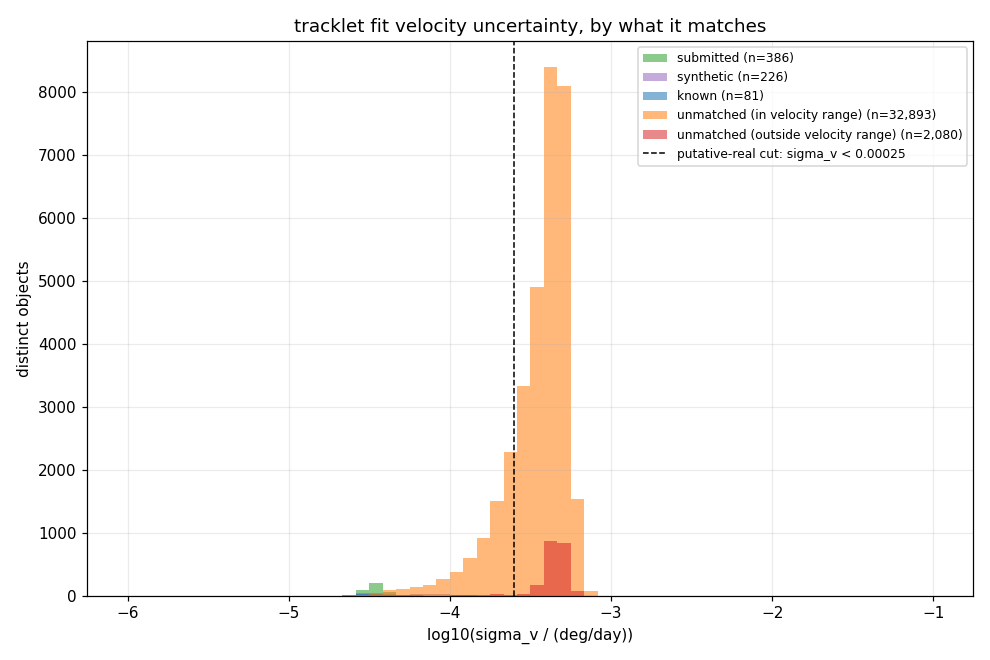 tracklet fit velocity uncertainty, by what it matches
submitted (n=386)
synthetic (n=226)
known (n=81)
unmatched (in velocity range) (n=32,893)
unmatched (outside velocity range) (n=2,080)
putative-real cut: sigma_v < 0.00025
distinct objects
8000
7000
6000
5000
4000
3000
2000
1000
0
−6
−5
−4
−3
−2
−1
log10(sigma_v / (deg/day))